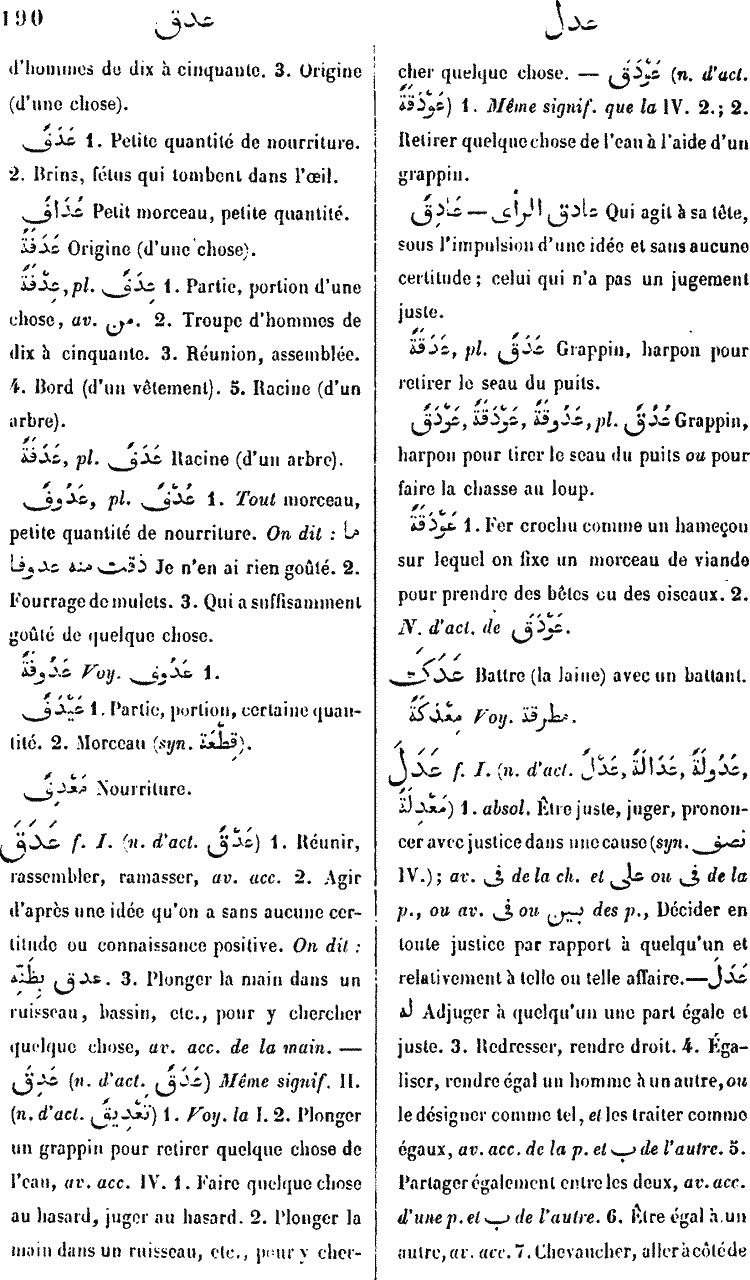 190
عدق
عدل
d'hommes de dix à cinquante. 3. Origine
(d'une chose).
عَدْفٌ 1. Petite quantité de nourriture.
2. Brins, fétus qui tombent dans l'œil.
عَدَافٌ Petit morceau, petite quantité.
عَدَفَةٌ Origine (d'une chose).
عِدْفَةٌ, pl. عِدَفٌ 1. Partie, portion d'une
chose, av. من. 2. Troupe d'hommes de
dix à cinquante. 3. Réunion, assemblée.
4. Bord (d'un vêtement). 5. Racine (d'un
arbre).
عَدَفَةٌ, pl. عَدَفٌ Racine (d'un arbre).
عَدُوفٌ, pl. عُدْفٌ 1. Tout morceau,
petite quantité de nourriture. On dit : ما
ذقت منه عدوفا Je n'en ai rien goûté. 2.
Fourrage de mulets. 3. Qui a suffisamment
goûté de quelque chose.
عَدُوفَةٌ Voy. عَدُوفٌ 1.
عَيْدَفٌ 1. Partie, portion, certaine quan-
tité. 2. Morceau (syn. قِطْعَة).
مَعْدَفٌ Nourriture.
عَدَقَ f. I. (n. d'act. عَدْقٌ) 1. Réunir,
rassembler, ramasser, av. acc. 2. Agir
d'après une idée qu'on a sans aucune cer-
titude ou connaissance positive. On dit :
عدق بِظَنِّهِ. 3. Plonger la main dans un
ruisseau, bassin, etc., pour y chercher
quelque chose, av. acc. de la main. —
عَدِقَ (n. d'act. عَدَقٌ) Même signif. II.
(n. d'act. تَعْدِيقٌ) 1. Voy. la I. 2. Plonger
un grappin pour retirer quelque chose de
l'eau, av. acc. IV. 1. Faire quelque chose
au hasard, juger au hasard. 2. Plonger la
main dans un ruisseau, etc., pour y cher-
cher quelque chose. — عَوْدَقَ (n. d'act.
عَوْدَقَةٌ) 1. Même signif. que la IV. 2.; 2.
Retirer quelque chose de l'eau à l'aide d'un
grappin.
عَادِقٌ — عادق الرأى Qui agit à sa tête,
sous l'impulsion d'une idée et sans aucune
certitude ; celui qui n'a pas un jugement
juste.
عَدَقَةٌ, pl. عَدَقٌ Grappin, harpon pour
retirer le seau du puits.
عَوْدَقٌ, عَوْدَقَةٌ, عَدُوقَةٌ, pl. عُدُقٌ Grappin,
harpon pour tirer le seau du puits ou pour
faire la chasse au loup.
عَوْدَقَةٌ 1. Fer crochu comme un hameçon
sur lequel on fixe un morceau de viande
pour prendre des bêtes ou des oiseaux. 2.
N. d'act. de عَوْدَقَ.
عَدَكَ Battre (la laine) avec un battant.
مِعْدَكَةٌ Voy. مطرقة.
عَدَلَ f. I. (n. d'act. عَدْلٌ, عَدَالَةٌ, عُدُولَةٌ,
مَعْدِلَةٌ) 1. absol. Être juste, juger, pronon-
cer avec justice dans une cause (syn. نصف
IV.) ; av. فى de la ch. et على ou فى de la
p., ou av. فى ou بين des p., Décider en
toute justice par rapport à quelqu'un et
relativement à telle ou telle affaire. — عَدَلَ
له Adjuger à quelqu'un une part égale et
juste. 3. Redresser, rendre droit. 4. Éga-
liser, rendre égal un homme à un autre, ou
le désigner comme tel, et les traiter comme
égaux, av. acc. de la p. et ب de l'autre. 5.
Partager également entre les deux, av. acc.
d'une p. et ب de l'autre. 6. Être égal à un
autre, av. acc. 7. Chevaucher, aller à côté de